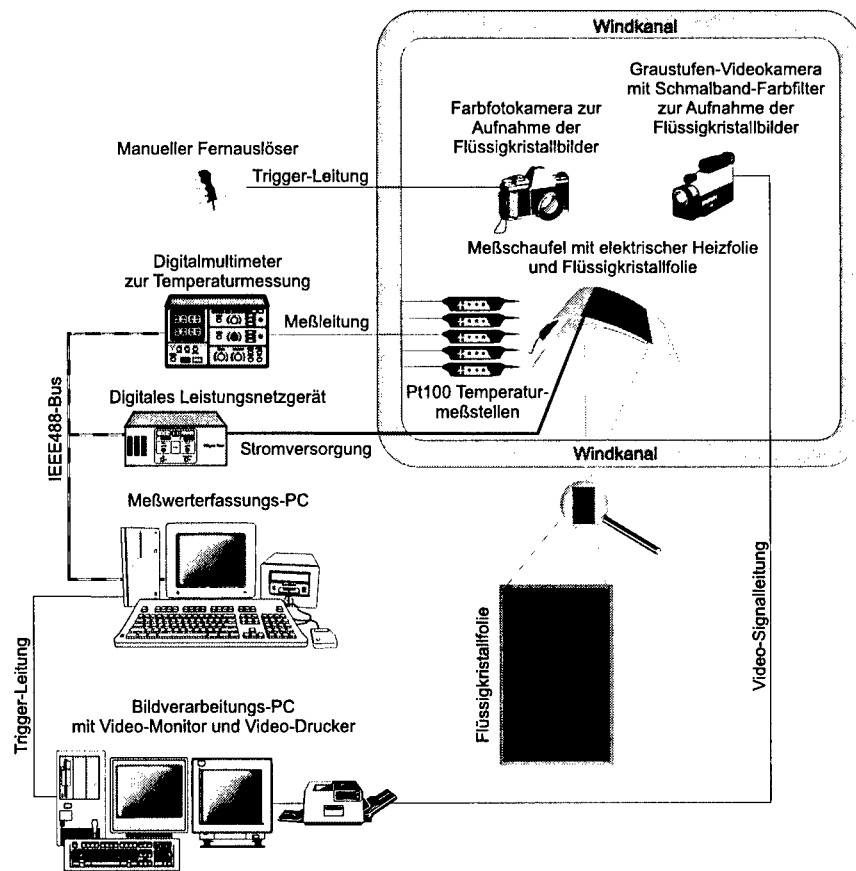 Windkanal
Graustufen-Videokamera
mit Schmalband-Farbfilter
zur Aufnahme der
Flüssigkristallbilder
Farbfotokamera zur
Aufnahme der
Flüssigkristallbilder
Manueller Fernauslöser
Trigger-Leitung
Meßschaufel mit elektrischer Heizfolie
und Flüssigkristallfolie
Digitalmultimeter
zur Temperaturmessung
Meßleitung
Pt100 Temperatur-
meßstellen
Digitales Leistungsnetzgerät
Stromversorgung
IEEE488-Bus
Windkanal
Meßwerterfassungs-PC
Flüssigkristallfolie
Video-Signalleitung
Trigger-Leitung
Bildverarbeitungs-PC
mit Video-Monitor und Video-Drucker